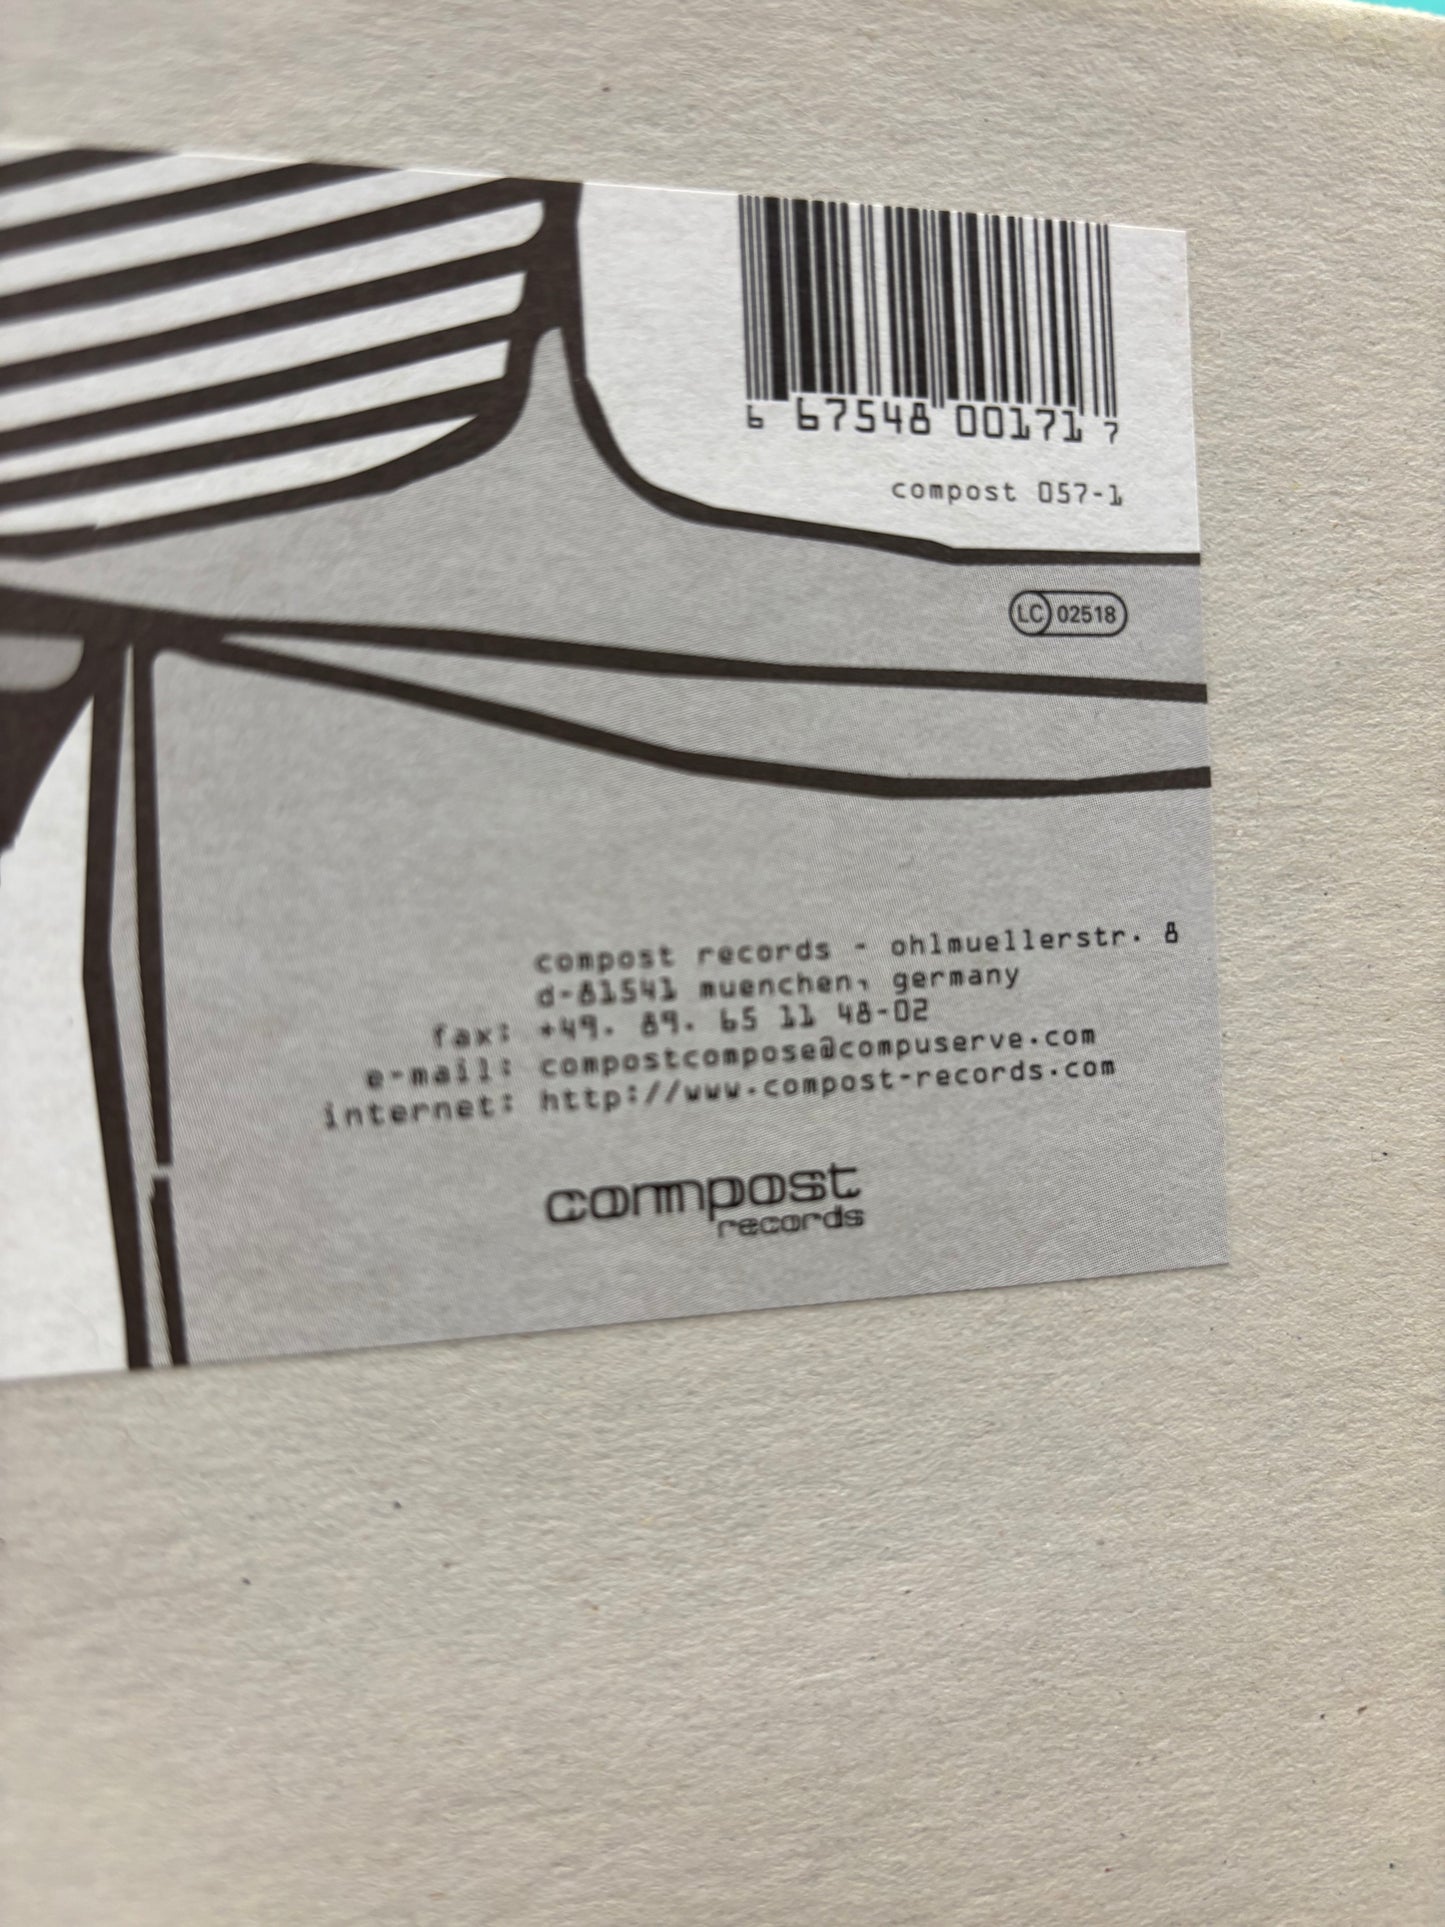 6 67548 00171 7
compost 057-1
LC 02518
compost records - ohlmuellerstr. 8
d-81541 muenchen, germany
fax: +49. 89. 65 11 48-02
e-mail: compostcompose@compuserve.com
internet: http://www.compost-records.com
compost
records